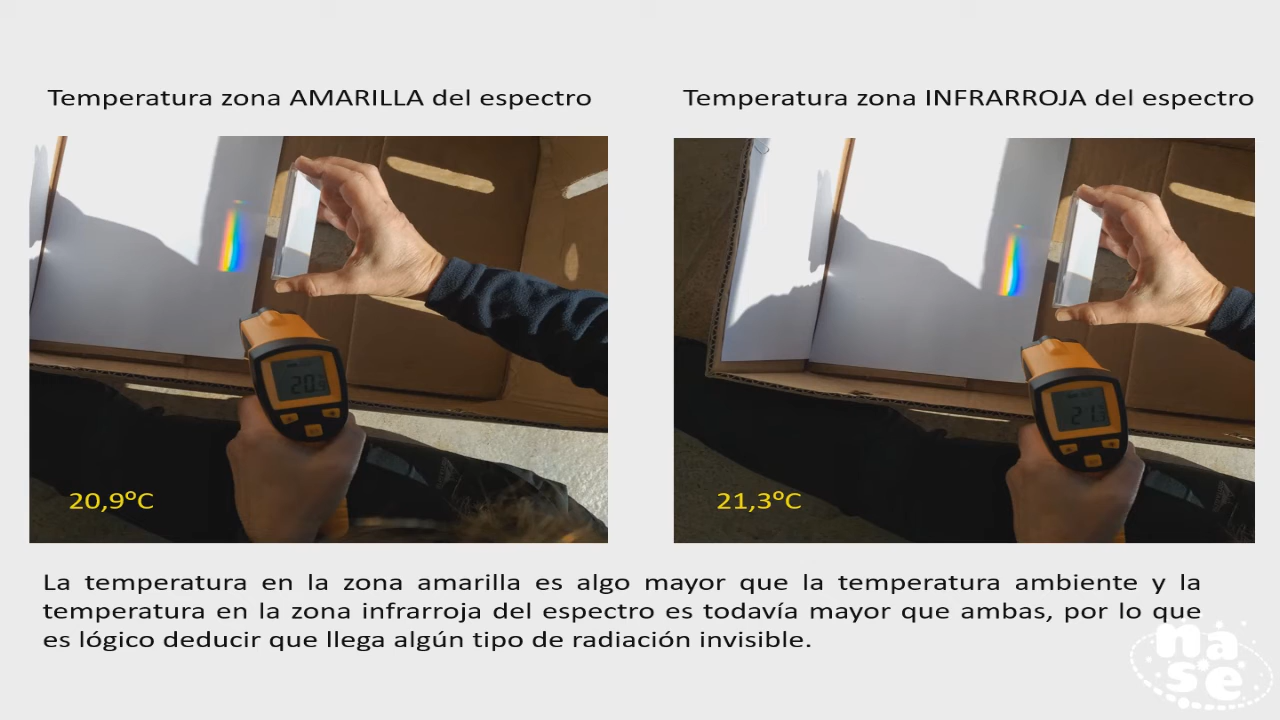 Temperatura zona AMARILLA del espectro
Temperatura zona INFRARROJA del espectro
20,9ºC
21,3ºC
La temperatura en la zona amarilla es algo mayor que la temperatura ambiente y la
temperatura en la zona infrarroja del espectro es todavía mayor que ambas, por lo que
es lógico deducir que llega algún tipo de radiación invisible.
na
se